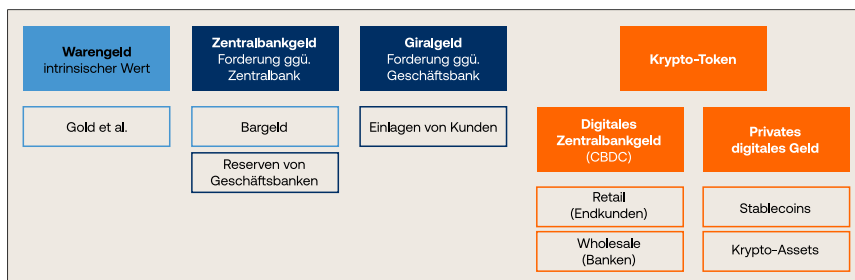 Warengeld
intrinsischer Wert
Zentralbankgeld
Forderung ggü.
Zentralbank
Giralgeld
Forderung ggü.
Geschäftsbank
Krypto-Token
Gold et al.
Bargeld
Reserven von
Geschäftsbanken
Einlagen von Kunden
Digitales
Zentralbankgeld
(CBDC)
Privates
digitales Geld
Retail
(Endkunden)
Stablecoins
Wholesale
(Banken)
Krypto-Assets